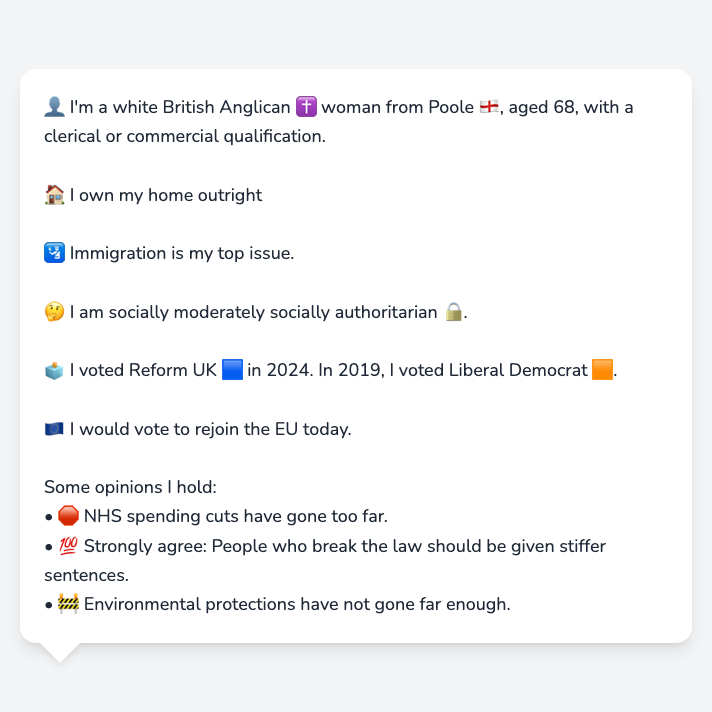 👤 I'm a white British Anglican ✝️ woman from Poole 🏴󠁧󠁢󠁥󠁮󠁧󠁿, aged 68, with a
clerical or commercial qualification.
🏠 I own my home outright
🛂 Immigration is my top issue.
🤔 I am socially moderately socially authoritarian 🔒.
🗳️ I voted Reform UK 🟦 in 2024. In 2019, I voted Liberal Democrat 🟧.
🇪🇺 I would vote to rejoin the EU today.
Some opinions I hold:
• 🛑 NHS spending cuts have gone too far.
• 💯 Strongly agree: People who break the law should be given stiffer
sentences.
• 🚧 Environmental protections have not gone far enough.